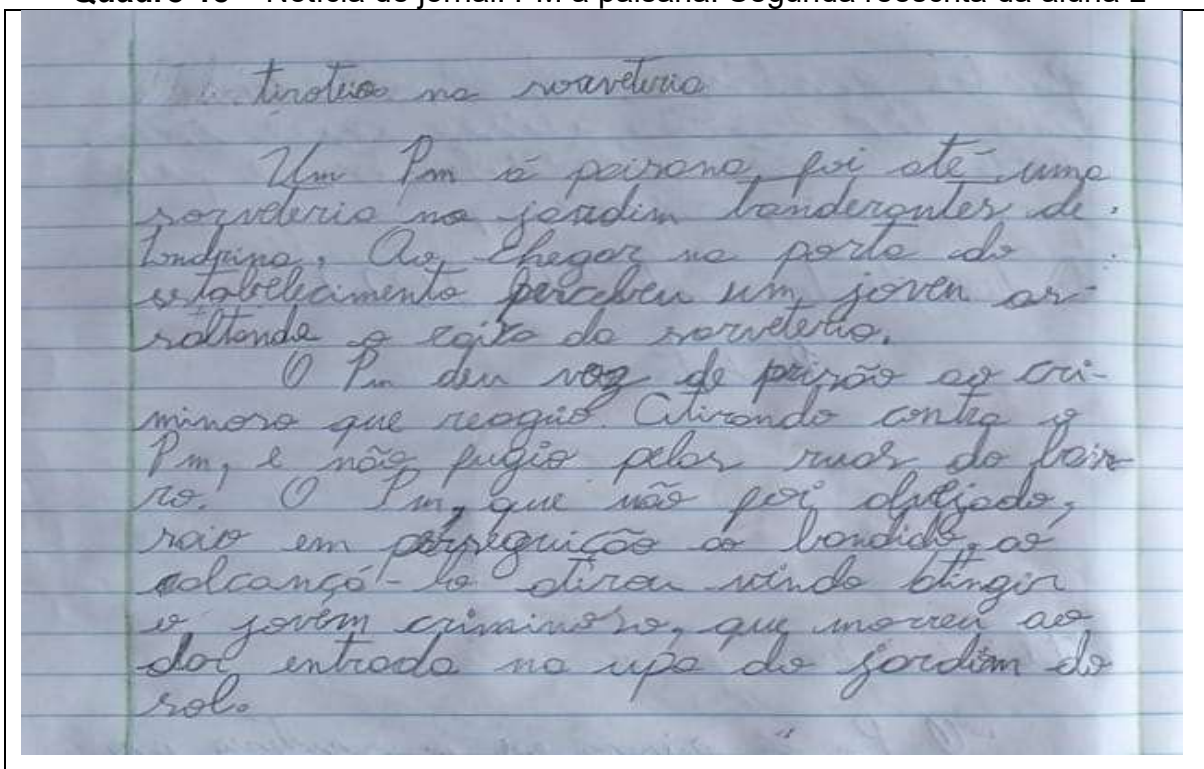 Quadro 10 – Notícia de jornal: PM à paisana: Segunda reescrita da aluna 2
tiroteio na sorveteria
Um Pm à paisana, foi até uma
sorveteria no jardim banderantes de
Londrina, Ao, chegar na porta do
estabelecimento percebeu um, joven as-
saltando o caixa da sorveteria.
O Pm deu voz de prisão ao cri-
minoso que reagio. Atirando contra o
Pm, e não fugio pelas ruas do bair-
ro. O Pm, que não foi alvejado,
saio em perseguição ao bandido, ao
alcançá-lo atirou vindo atingir
o jovem criminoso, que morreu ao
dar entrada na upa do jardim do
sol.